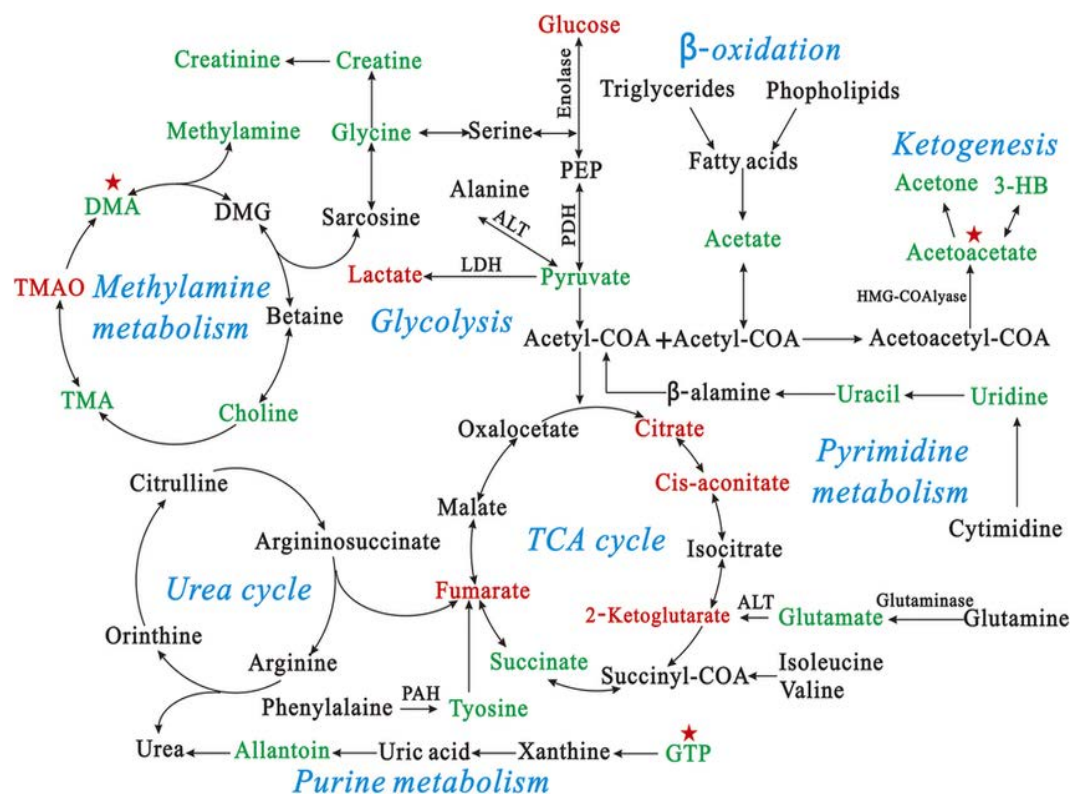 Glucose
Creatinine
Creatine
Enolase
β-oxidation
Triglycerides
Phopholipids
Methylamine
Glycine
Serine
Ketogenesis
PEP
Fatty acids
Alanine
Acetone
3-HB
DMA
DMG
Sarcosine
ALT
PDH
Acetate
Acetoacetate
Lactate
LDH
Pyruvate
TMAO
Methylamine
metabolism
HMG-COAlyase
Betaine
Glycolysis
Acetyl-COA
+
Acetyl-COA
Acetoacetyl-COA
TMA
Choline
β-alamine
Uracil
Uridine
Oxalocetate
Citrate
Pyrimidine
metabolism
Citrulline
Cis-aconitate
Malate
TCA cycle
Cytimidine
Argininosuccinate
Isocitrate
Urea cycle
Fumarate
2-Ketoglutarate
ALT
Glutamate
Glutaminase
Glutamine
Orinthine
Arginine
Succinate
Succinyl-COA
Isoleucine
Valine
Phenylalaine
PAH
Tyosine
Urea
Allantoin
Uric acid
Xanthine
GTP
Purine metabolism